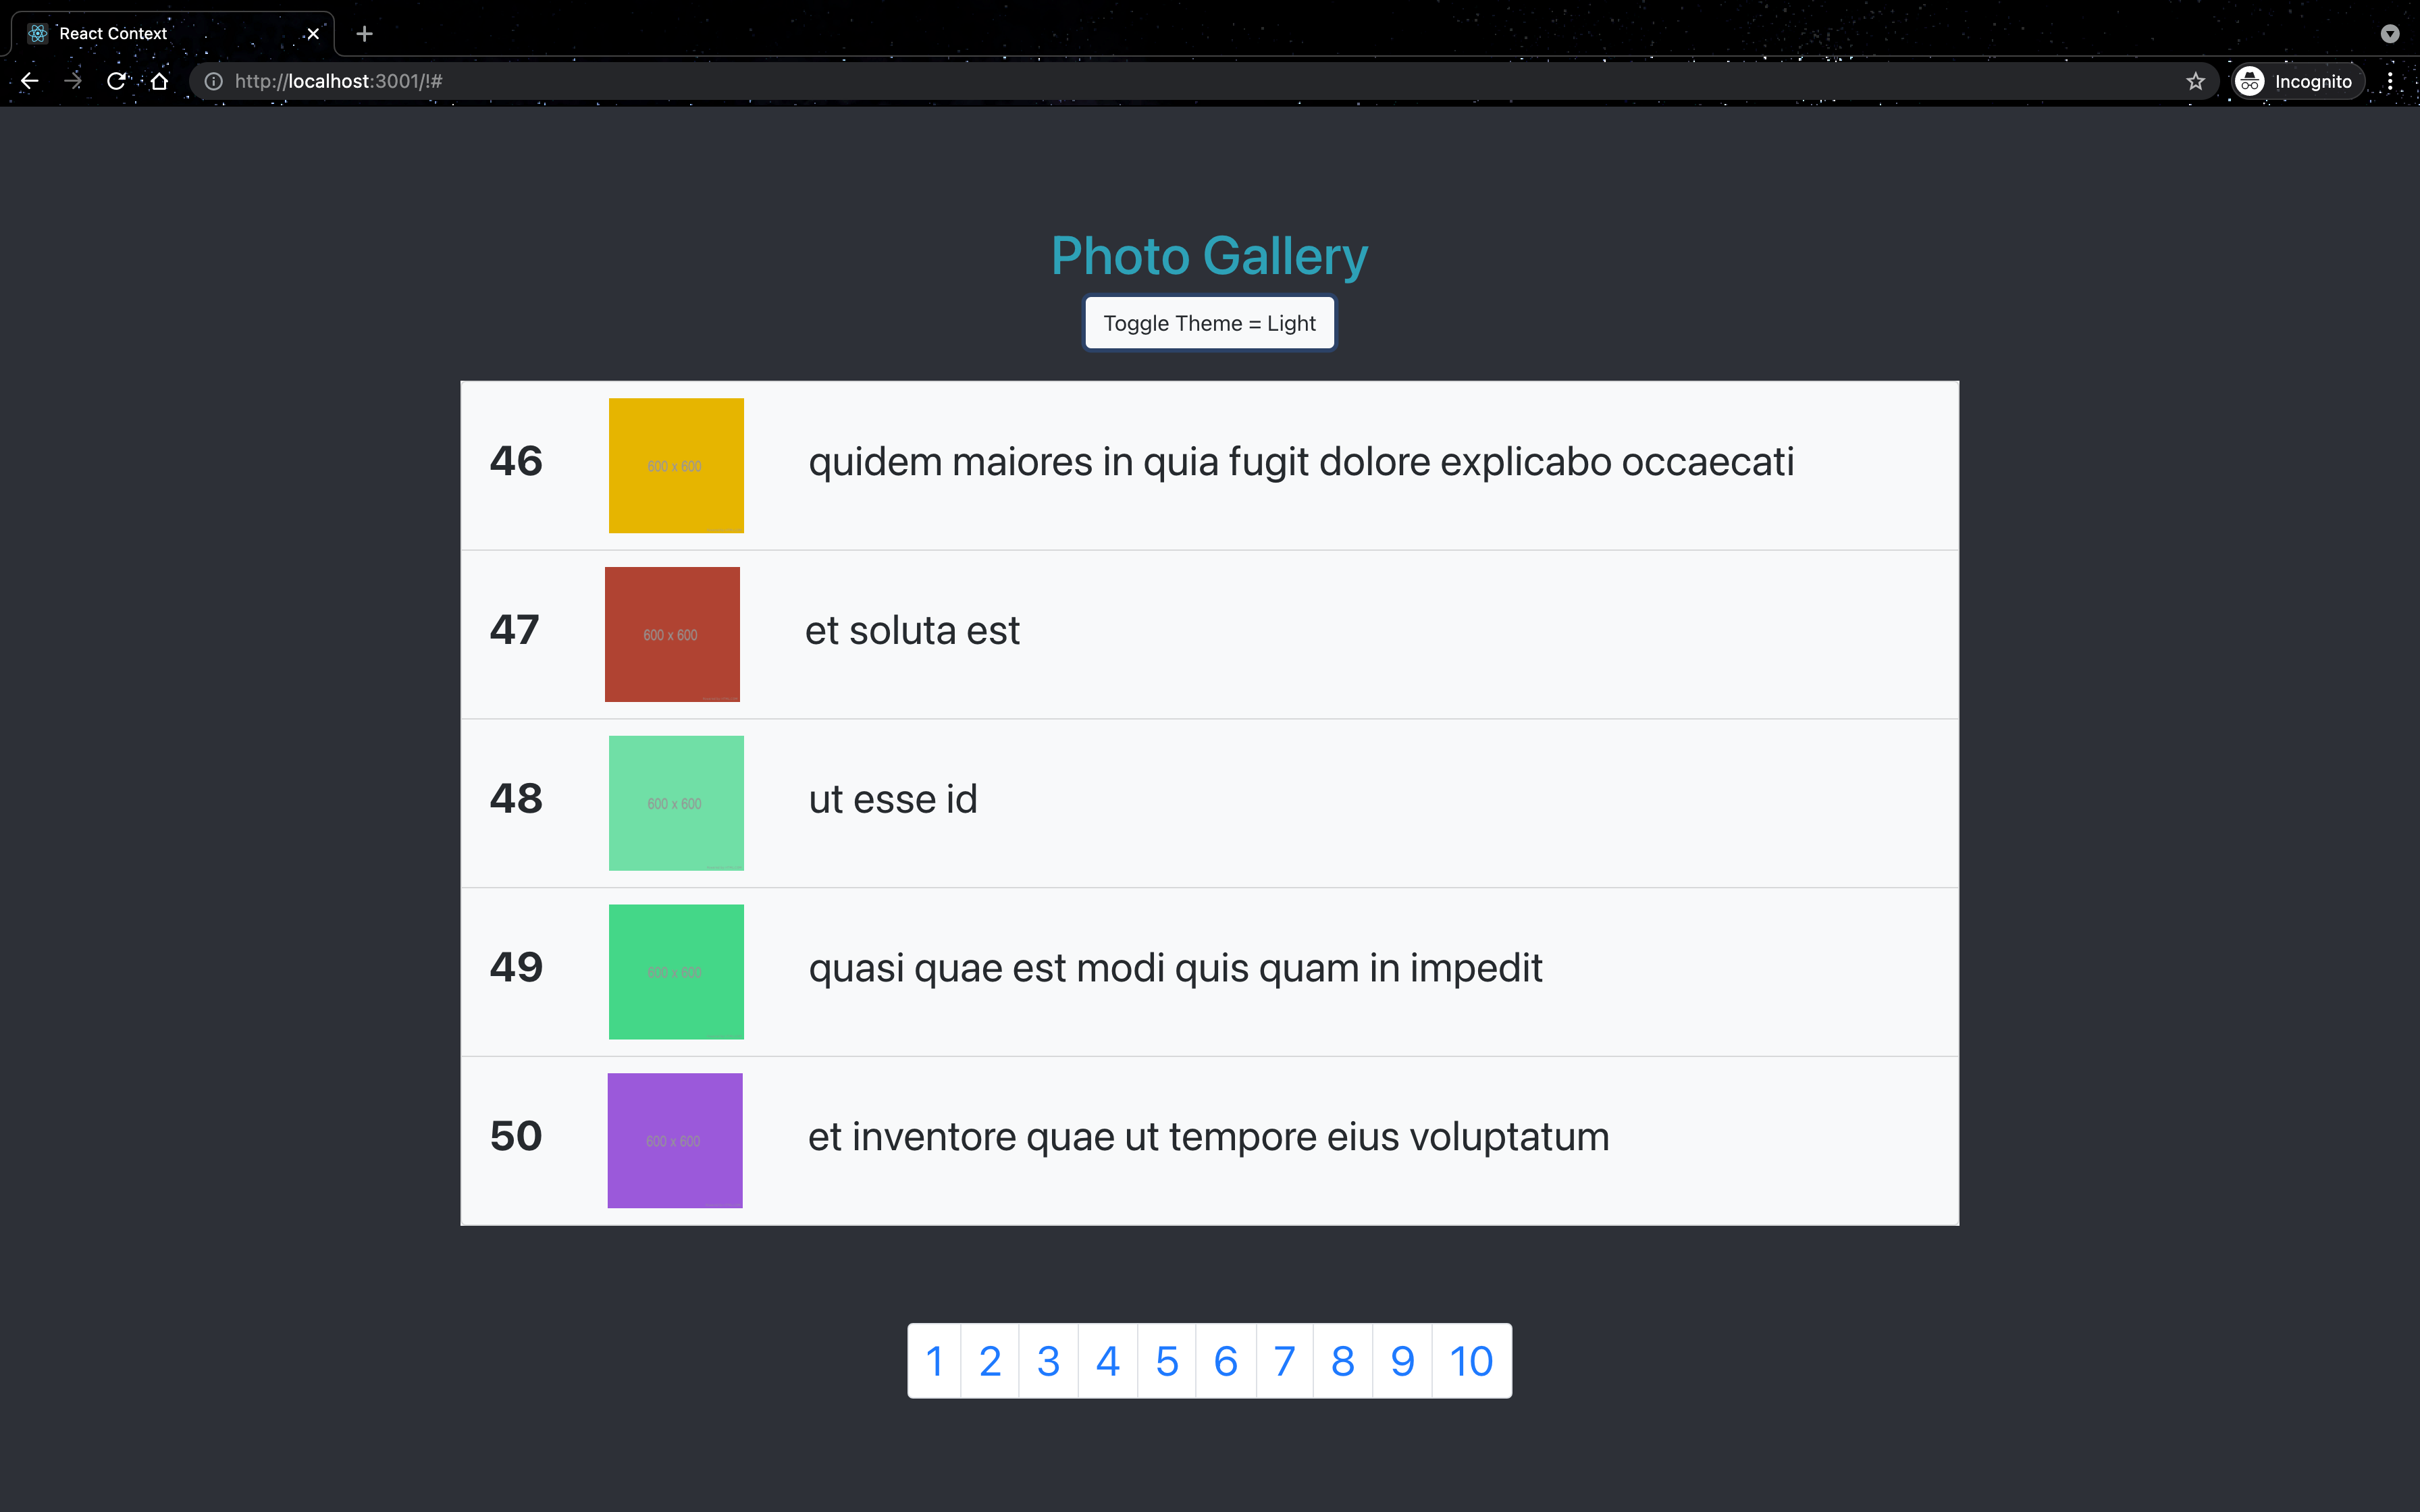 React Context
http://localhost:3001/!#
Incognito
Photo Gallery
Toggle Theme = Light
46
600 x 600
quidem maiores in quia fugit dolore explicabo occaecati
47
600 x 600
et soluta est
48
600 x 600
ut esse id
49
600 x 600
quasi quae est modi quis quam in impedit
50
600 x 600
et inventore quae ut tempore eius voluptatum
1 2 3 4 5 6 7 8 9 10